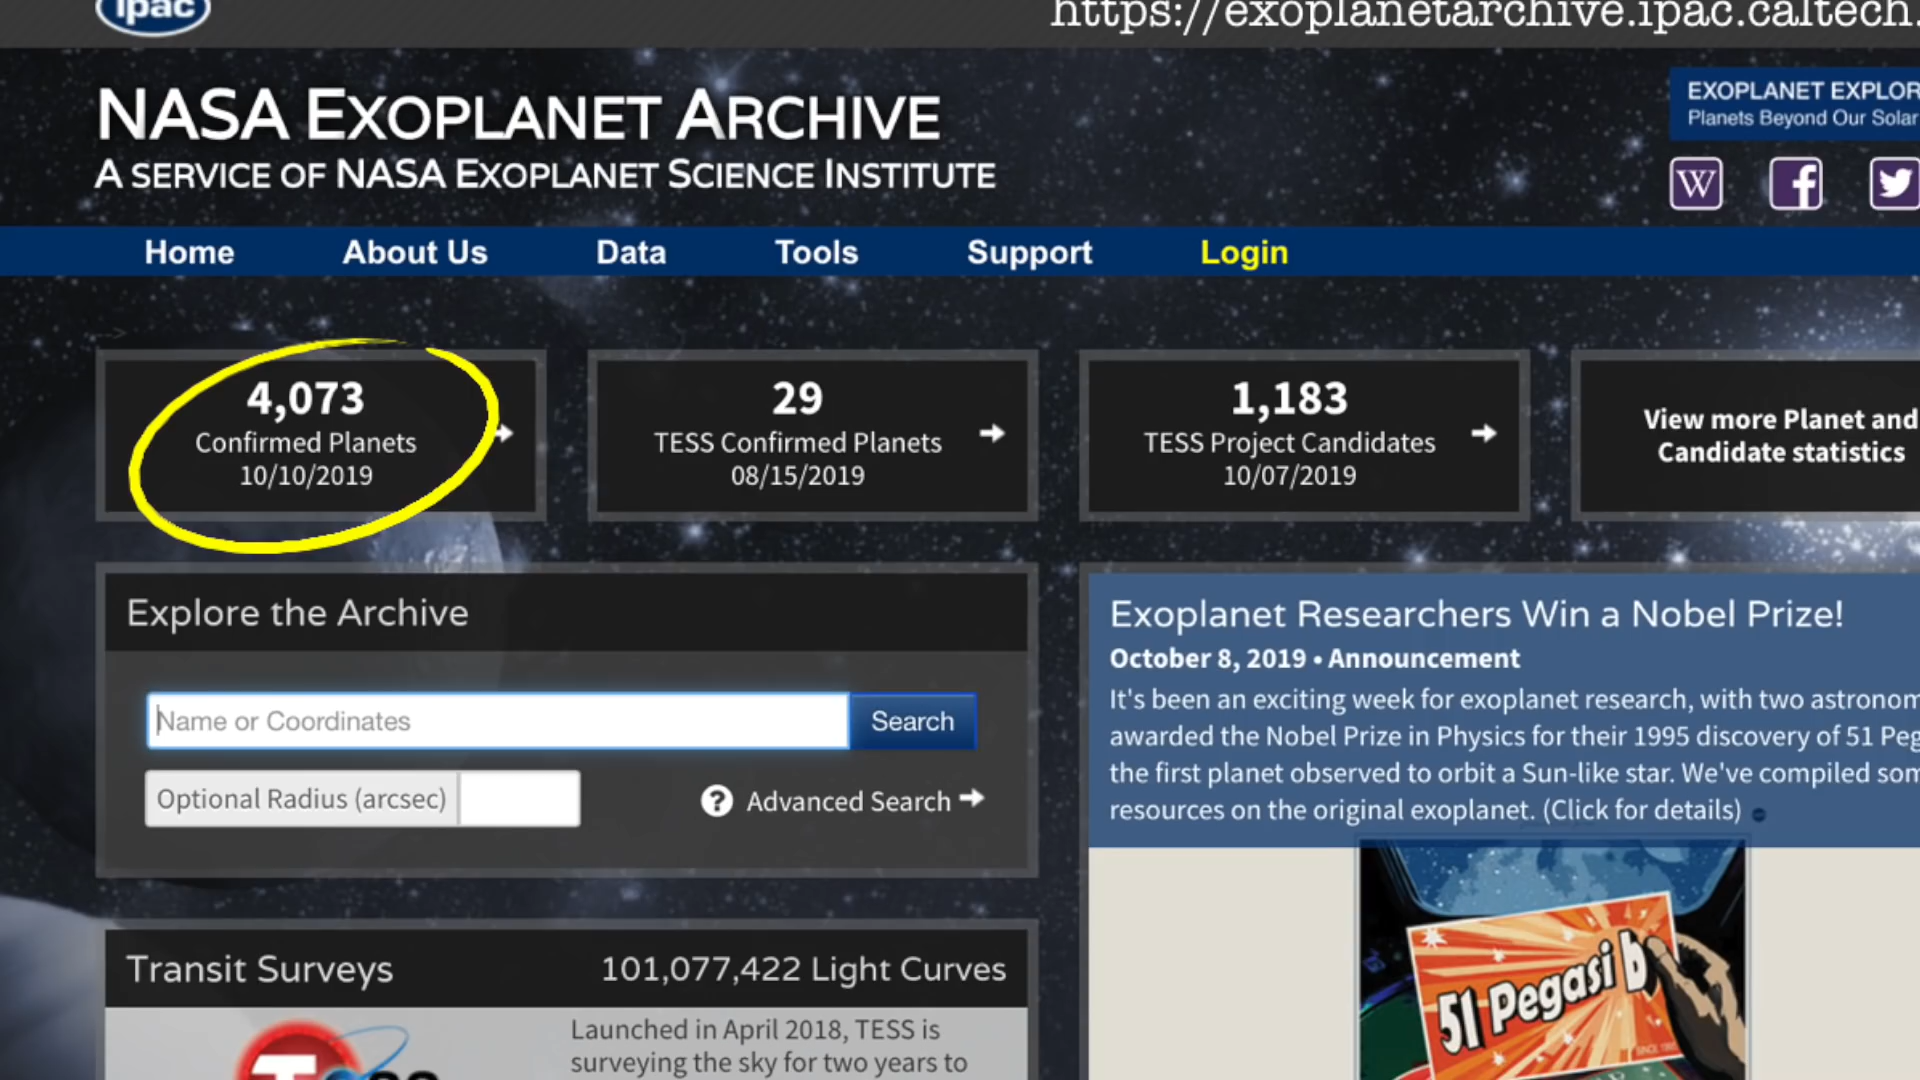 ipac
https://exoplanetarchive.ipac.caltech.
NASA EXOPLANET ARCHIVE
A SERVICE OF NASA EXOPLANET SCIENCE INSTITUTE
EXOPLANET EXPLOR
Planets Beyond Our Solar
W f
Home About Us Data Tools Support Login
4,073
Confirmed Planets
10/10/2019
29
TESS Confirmed Planets
08/15/2019
1,183
TESS Project Candidates
10/07/2019
View more Planet and
Candidate statistics
Explore the Archive
Name or Coordinates
Search
Optional Radius (arcsec)
? Advanced Search
Exoplanet Researchers Win a Nobel Prize!
October 8, 2019 • Announcement
It's been an exciting week for exoplanet research, with two astronom
awarded the Nobel Prize in Physics for their 1995 discovery of 51 Peg
the first planet observed to orbit a Sun-like star. We've compiled som
resources on the original exoplanet. (Click for details)
51 Pegasi b
Transit Surveys
101,077,422 Light Curves
Launched in April 2018, TESS is
surveying the sky for two years to